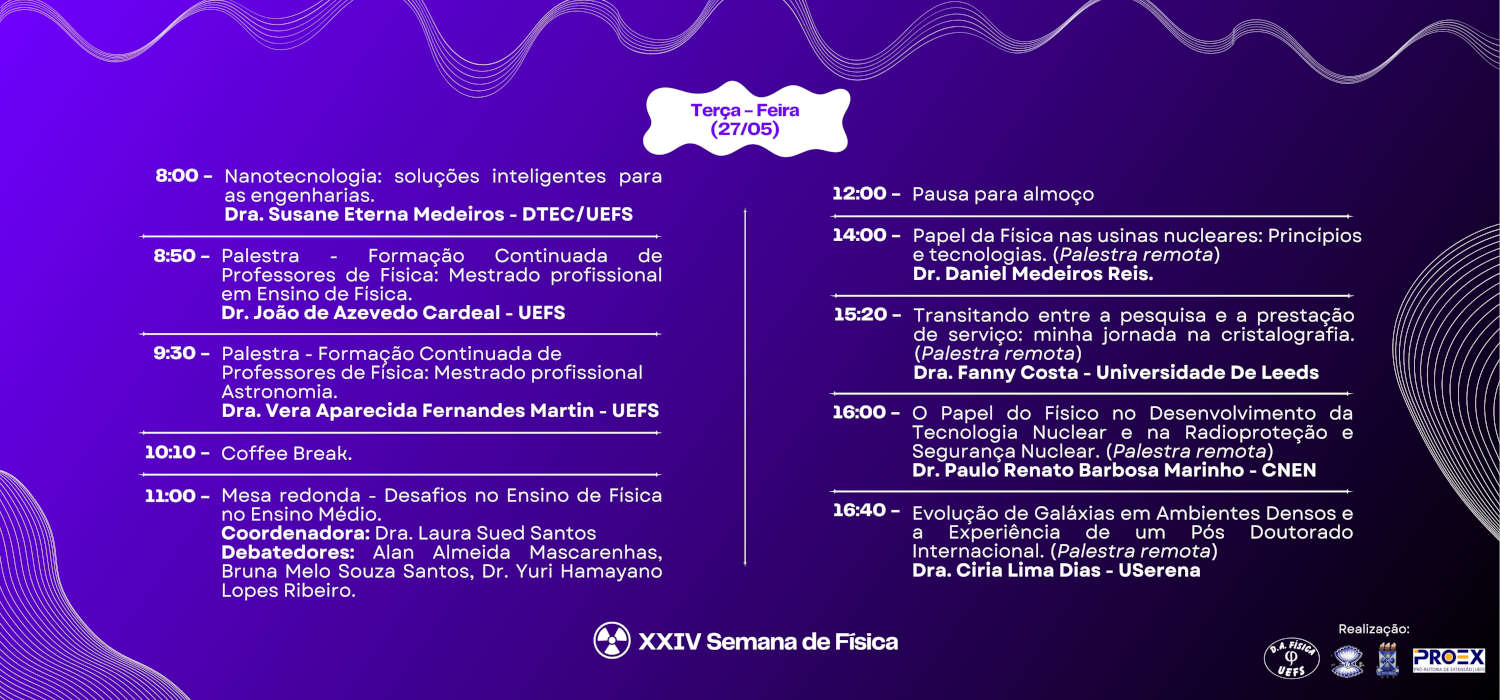 Terça - Feira
(27/05)
8:00 - Nanotecnologia: soluções inteligentes para
as engenharias.
Dra. Susane Eterna Medeiros - DTEC/UEFS
8:50 - Palestra - Formação Continuada de
Professores de Física: Mestrado profissional
em Ensino de Física.
Dr. João de Azevedo Cardeal - UEFS
9:30 - Palestra - Formação Continuada de
Professores de Física: Mestrado profissional
Astronomia.
Dra. Vera Aparecida Fernandes Martin - UEFS
10:10 - Coffee Break.
11:00 - Mesa redonda - Desafios no Ensino de Física
no Ensino Médio.
Coordenadora: Dra. Laura Sued Santos
Debatedores: Alan Almeida Mascarenhas,
Bruna Melo Souza Santos, Dr. Yuri Hamayano
Lopes Ribeiro.
12:00 - Pausa para almoço
14:00 - Papel da Física nas usinas nucleares: Princípios
e tecnologias. (Palestra remota)
Dr. Daniel Medeiros Reis.
15:20 - Transitando entre a pesquisa e a prestação
de serviço: minha jornada na cristalografia.
(Palestra remota)
Dra. Fanny Costa - Universidade De Leeds
16:00 - O Papel do Físico no Desenvolvimento da
Tecnologia Nuclear e na Radioproteção e
Segurança Nuclear. (Palestra remota)
Dr. Paulo Renato Barbosa Marinho - CNEN
16:40 - Evolução de Galáxias em Ambientes Densos e
a Experiência de um Pós Doutorado
Internacional. (Palestra remota)
Dra. Ciria Lima Dias - USerena
XXIV Semana de Física
Realização:
D.A. FÍSICA
UEFS
PROEX
PRÓ-REITORIA DE EXTENSÃO | UEFS